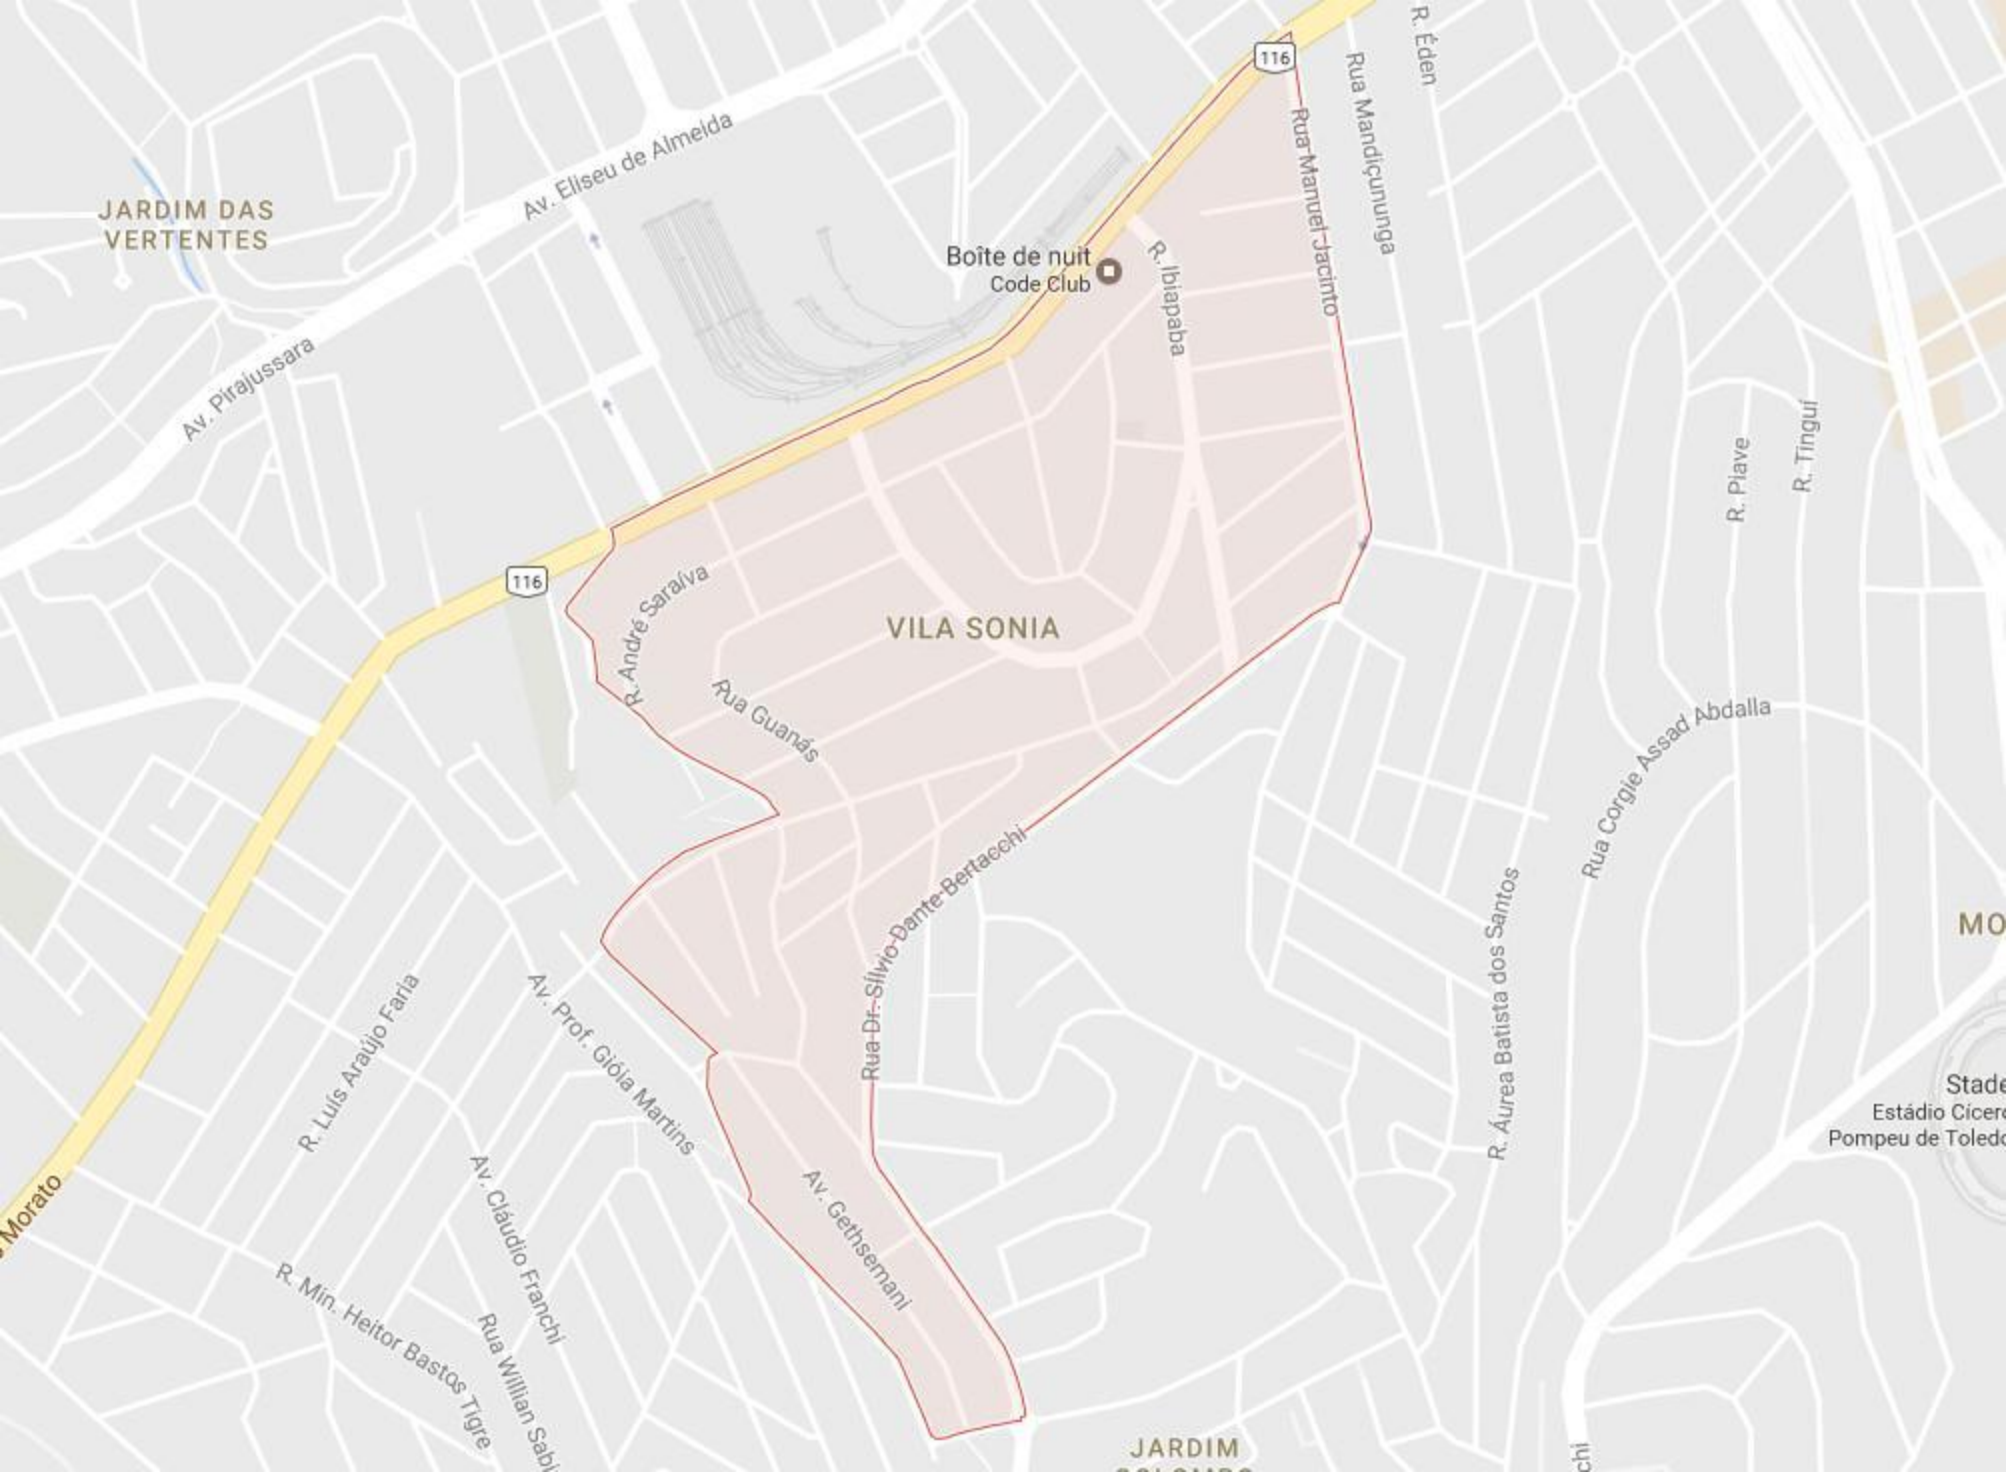 116
R. Éden
Rua Mandiçununga
Rua Manuel Jacinto
Av. Eliseu de Almeida
JARDIM DAS
VERTENTES
Boîte de nuit
Code Club
R. Ibiapaba
Av. Pirajussara
R. Piave
R. Tinguí
116
R. André Saraíva
VILA SONIA
Rua Guanás
Rua Corgie Assad Abdalla
Rua Dr. Sílvio Dante Bertacchi
R. Áurea Batista dos Santos
MO
R. Luís Araújo Faria
Av. Prof. Gióia Martins
Stade
Estádio Cícero
Pompeu de Toledo
Morato
Av. Cláudio Franchi
Av. Gethsemani
R. Min. Heitor Bastos Tigre
Rua Willian Sabi
JARDIM
chi